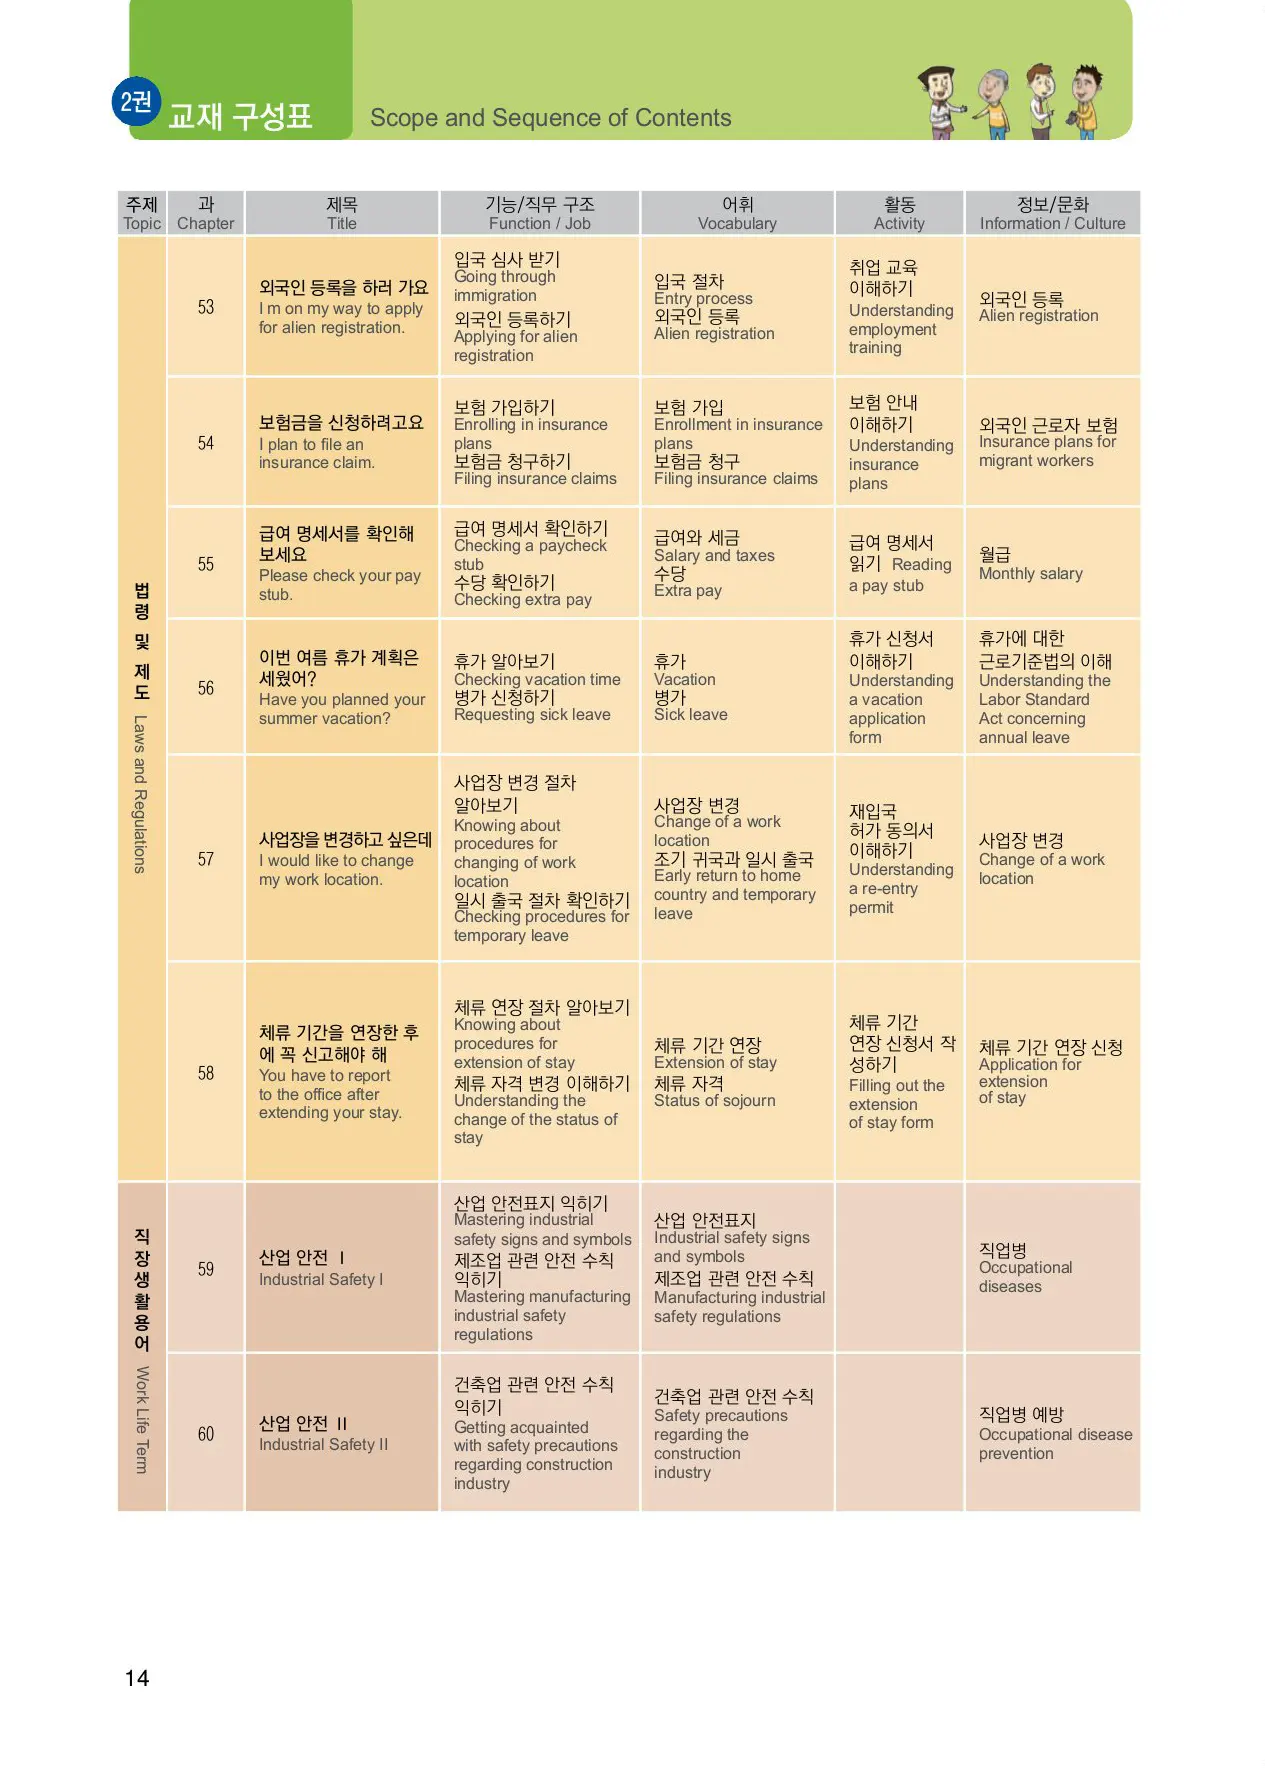 2권
교재 구성표
Scope and Sequence of Contents
주제
Topic
과
Chapter
제목
Title
기능/직무 구조
Function / Job
어휘
Vocabulary
활동
Activity
정보/문화
Information / Culture
법령 및 제도 Laws and Regulations
53
외국인 등록을 하러 가요
I m on my way to apply
for alien registration.
입국 심사 받기
Going through
immigration
외국인 등록하기
Applying for alien
registration
입국 절차
Entry process
외국인 등록
Alien registration
취업 교육
이해하기
Understanding
employment
training
외국인 등록
Alien registration
54
보험금을 신청하려고요
I plan to file an
insurance claim.
보험 가입하기
Enrolling in insurance
plans
보험금 청구하기
Filing insurance claims
보험 가입
Enrollment in insurance
plans
보험금 청구
Filing insurance claims
보험 안내
이해하기
Understanding
insurance
plans
외국인 근로자 보험
Insurance plans for
migrant workers
55
급여 명세서를 확인해
보세요
Please check your pay
stub.
급여 명세서 확인하기
Checking a paycheck
stub
수당 확인하기
Checking extra pay
급여와 세금
Salary and taxes
수당
Extra pay
급여 명세서
읽기 Reading
a pay stub
월급
Monthly salary
56
이번 여름 휴가 계획은
세웠어?
Have you planned your
summer vacation?
휴가 알아보기
Checking vacation time
병가 신청하기
Requesting sick leave
휴가
Vacation
병가
Sick leave
휴가 신청서
이해하기
Understanding
a vacation
application
form
휴가에 대한
근로기준법의 이해
Understanding the
Labor Standard
Act concerning
annual leave
57
사업장을 변경하고 싶은데
I would like to change
my work location.
사업장 변경 절차
알아보기
Knowing about
procedures for
changing of work
location
일시 출국 절차 확인하기
Checking procedures for
temporary leave
사업장 변경
Change of a work
location
조기 귀국과 일시 출국
Early return to home
country and temporary
leave
재입국
허가 동의서
이해하기
Understanding
a re-entry
permit
사업장 변경
Change of a work
location
58
체류 기간을 연장한 후
에 꼭 신고해야 해
You have to report
to the office after
extending your stay.
체류 연장 절차 알아보기
Knowing about
procedures for
extension of stay
체류 자격 변경 이해하기
Understanding the
change of the status of
stay
체류 기간 연장
Extension of stay
체류 자격
Status of sojourn
체류 기간
연장 신청서 작
성하기
Filling out the
extension
of stay form
체류 기간 연장 신청
Application for
extension
of stay
직장생활용어 Work Life Term
59
산업 안전 Ⅰ
Industrial Safety I
산업 안전표지 익히기
Mastering industrial
safety signs and symbols
제조업 관련 안전 수칙
익히기
Mastering manufacturing
industrial safety
regulations
산업 안전표지
Industrial safety signs
and symbols
제조업 관련 안전 수칙
Manufacturing industrial
safety regulations
직업병
Occupational
diseases
60
산업 안전 Ⅱ
Industrial Safety II
건축업 관련 안전 수칙
익히기
Getting acquainted
with safety precautions
regarding construction
industry
건축업 관련 안전 수칙
Safety precautions
regarding the
construction
industry
직업병 예방
Occupational disease
prevention
14